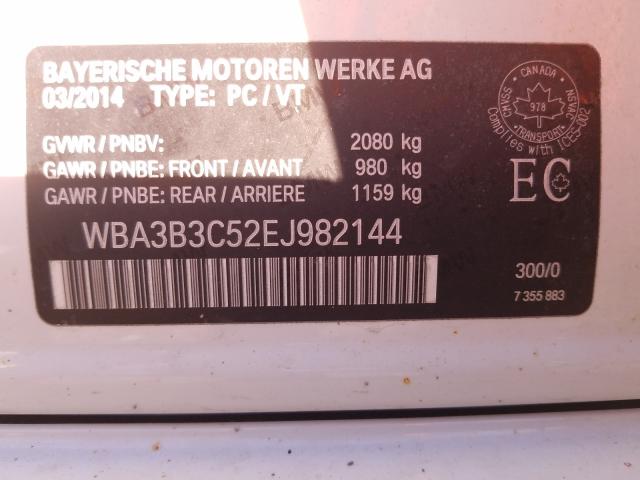 BAYERISCHE MOTOREN WERKE AG
03/2014 TYPE: PC / VT
GVWR / PNBV: 2080 kg
GAWR / PNBE: FRONT / AVANT 980 kg
GAWR / PNBE: REAR / ARRIERE 1159 kg
WBA3B3C52EJ982144
CANADA
CMVSS
978
NSVAC
TRANSPORT
Complies with ICES-002
EC
300/0
7 355 883